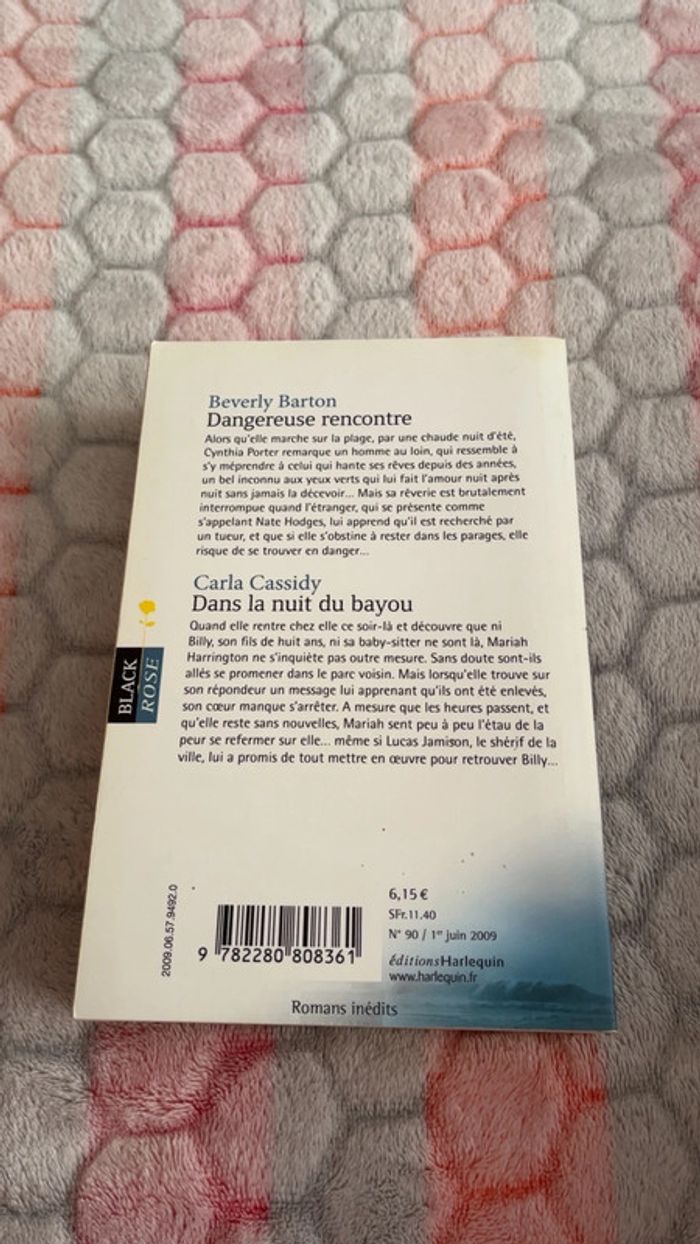 Beverly Barton
Dangereuse rencontre
Alors qu'elle marche sur la plage, par une chaude nuit d'été,
Cynthia Porter remarque un homme au loin, qui ressemble à
s'y méprendre à celui qui hante ses rêves depuis des années,
un bel inconnu aux yeux verts qui lui fait l'amour nuit après
nuit sans jamais la décevoir... Mais sa rêverie est brutalement
interrompue quand l'étranger, qui se présente comme
s'appelant Nate Hodges, lui apprend qu'il est recherché par
un tueur, et que si elle s'obstine à rester dans les parages, elle
risque de se trouver en danger...
Carla Cassidy
Dans la nuit du bayou
Quand elle rentre chez elle ce soir-là et découvre que ni
Billy, son fils de huit ans, ni sa baby-sitter ne sont là, Mariah
Harrington ne s'inquiète pas outre mesure. Sans doute sont-ils
allés se promener dans le parc voisin. Mais lorsqu'elle trouve sur
son répondeur un message lui apprenant qu'ils ont été enlevés,
son cœur manque s'arrêter. A mesure que les heures passent, et
qu'elle reste sans nouvelles, Mariah sent peu à peu l'étau de la
peur se refermer sur elle... même si Lucas Jamison, le shérif de la
ville, lui a promis de tout mettre en œuvre pour retrouver Billy...
BLACK
ROSE
2009.06.57.9492.0
9 782280 808361
6,15 €
SFr.11.40
N° 90 / 1er juin 2009
éditionsHarlequin
www.harlequin.fr
Romans inédits